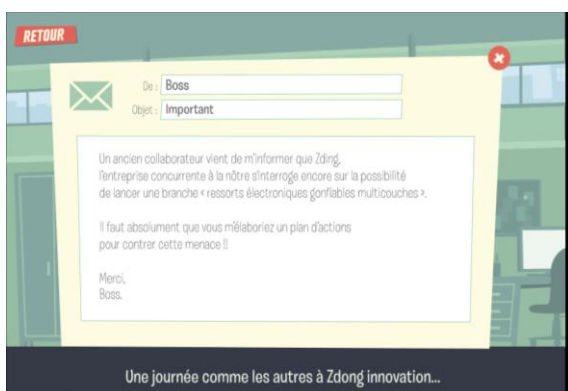 RETOUR
De : Boss
Objet : Important
Un ancien collaborateur vient de m'informer que Zding,
l'entreprise concurrente à la nôtre s'interroge encore sur la possibilité
de lancer une branche « ressorts électroniques gonflables multicouches ».
Il faut absolument que vous m'élaboriez un plan d'actions
pour contrer cette menace !!
Merci,
Boss.
Une journée comme les autres à Zdong innovation...